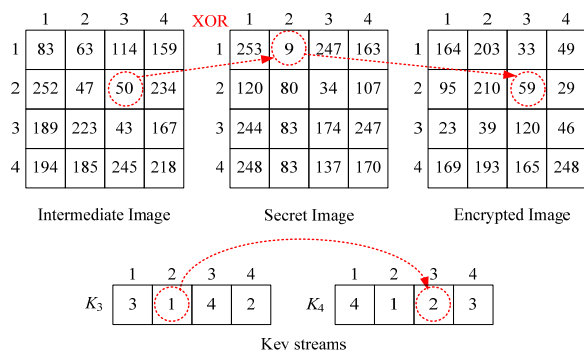 XOR
1 2 3 4 1 2 3 4 1 2 3 4
1 83 63 114 159 1 253 9 247 163 1 164 203 33 49
2 252 47 50 234 2 120 80 34 107 2 95 210 59 29
3 189 223 43 167 3 244 83 174 247 3 23 39 120 46
4 194 185 245 218 4 248 83 137 170 4 169 193 165 248
Intermediate Image Secret Image Encrypted Image
1 2 3 4 1 2 3 4
K3 3 1 4 2 K4 4 1 2 3
Key streams